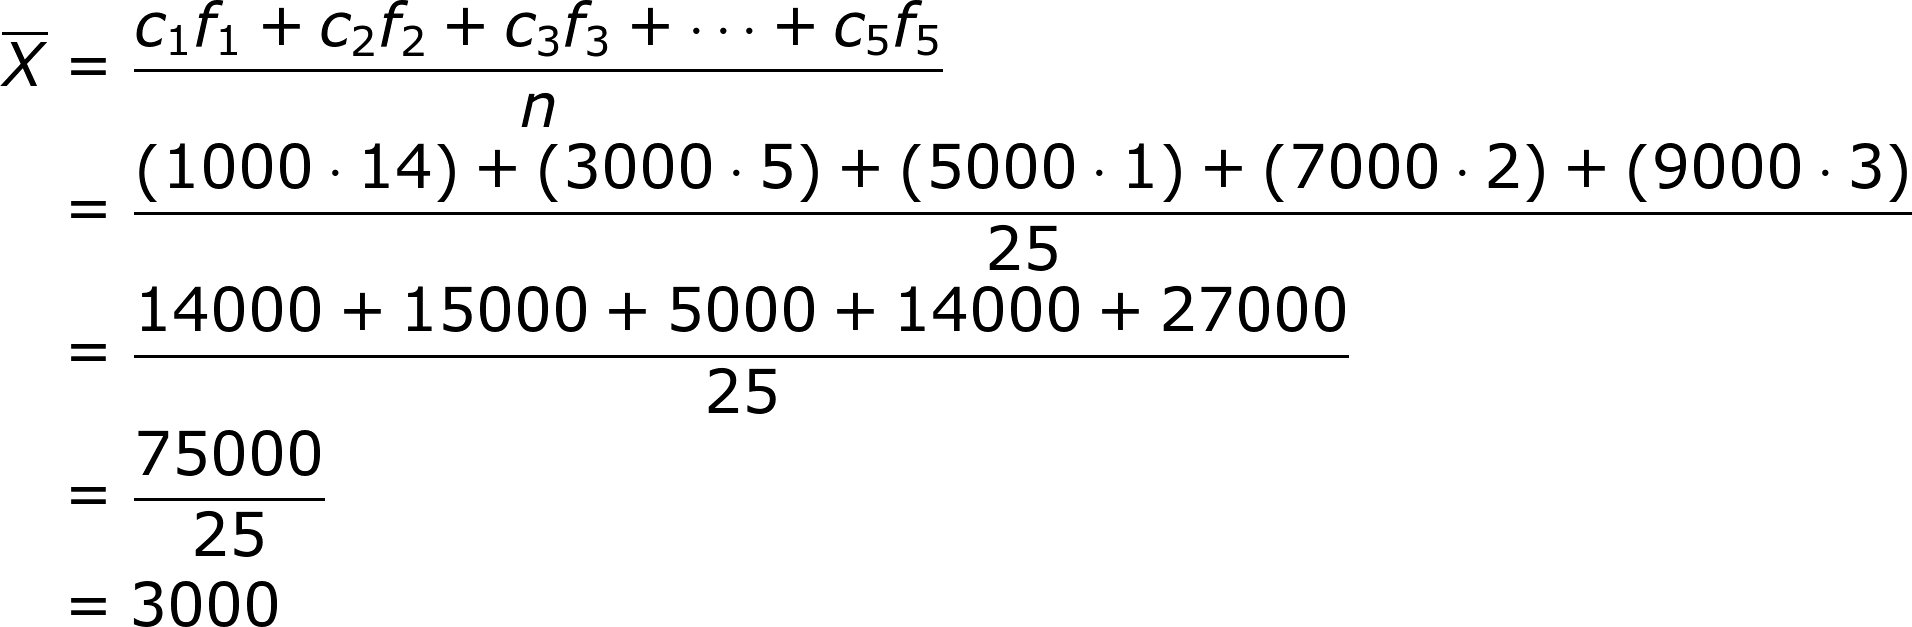 X̅ = (c₁f₁ + c₂f₂ + c₃f₃ + ··· + c₅f₅) / n
= ((1000 · 14) + (3000 · 5) + (5000 · 1) + (7000 · 2) + (9000 · 3)) / 25
= (14000 + 15000 + 5000 + 14000 + 27000) / 25
= 75000 / 25
= 3000